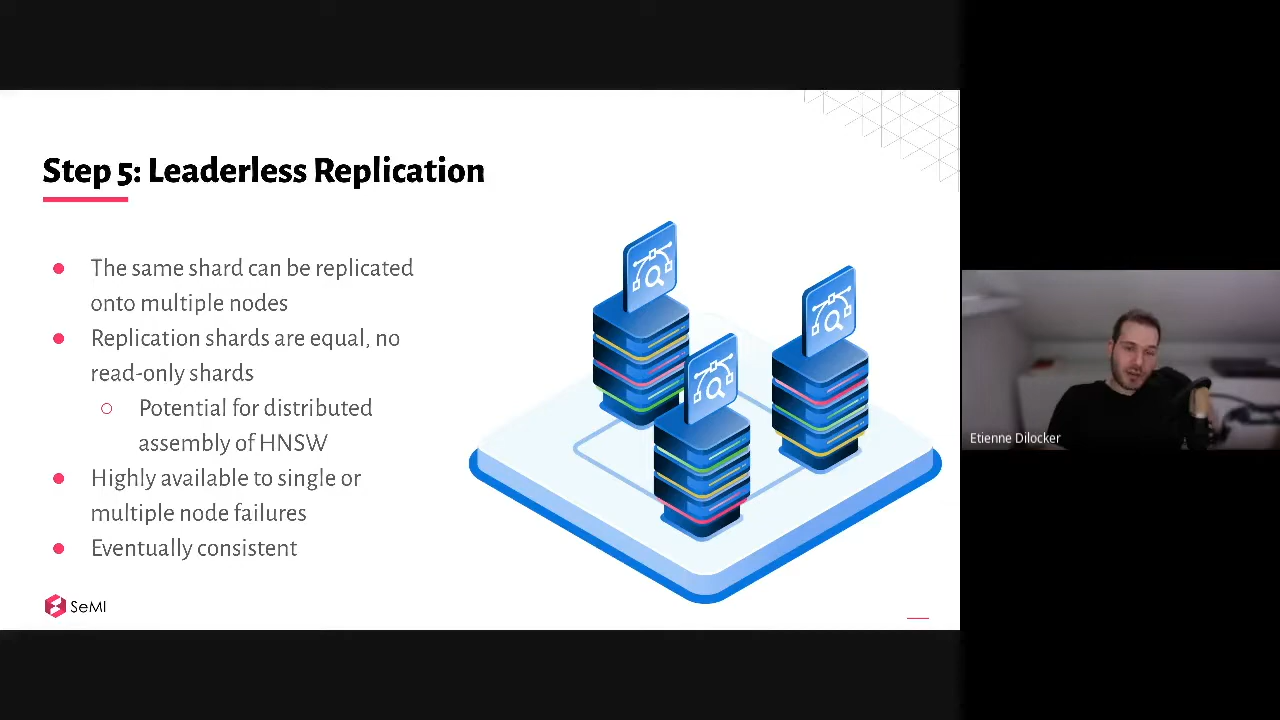 Step 5: Leaderless Replication
The same shard can be replicated
onto multiple nodes
Replication shards are equal, no
read-only shards
Potential for distributed
assembly of HNSW
Highly available to single or
multiple node failures
Eventually consistent
SeMI
Etienne Dilocker